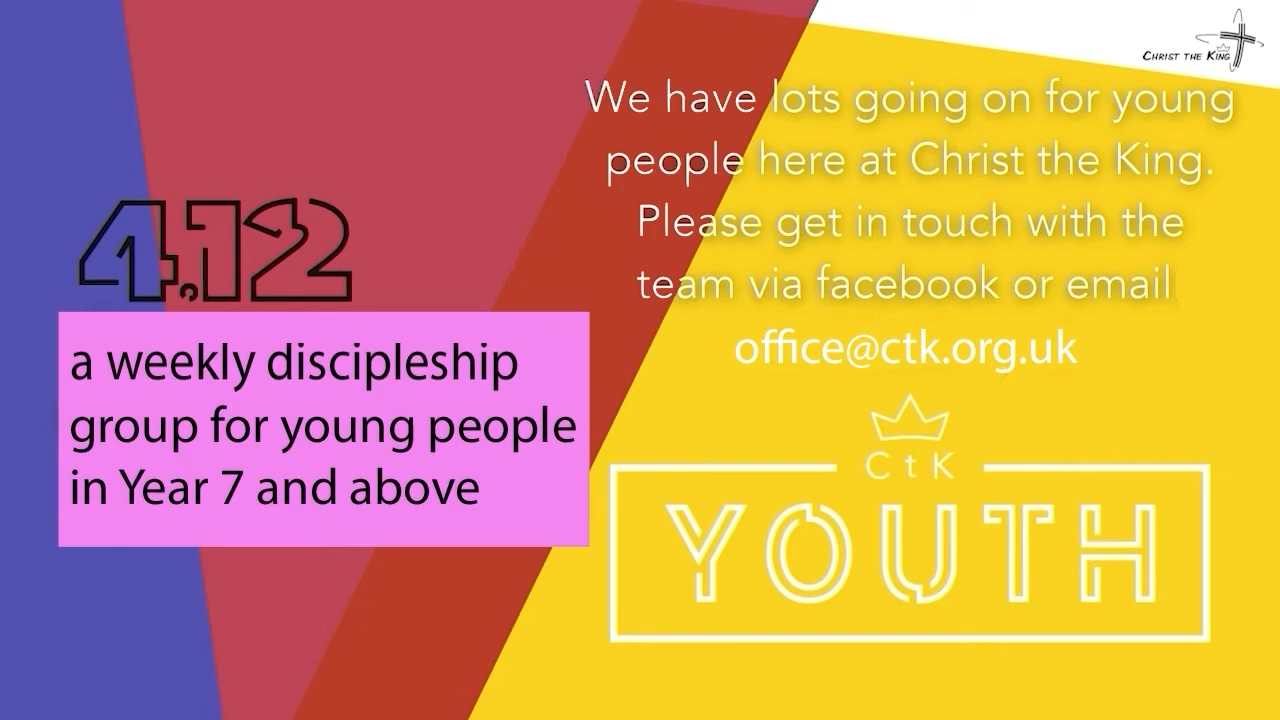 CHRIST THE KING
We have lots going on for young
people here at Christ the King.
Please get in touch with the
team via facebook or email
office@ctk.org.uk
4.12
a weekly discipleship
group for young people
in Year 7 and above
CtK
YOUTH